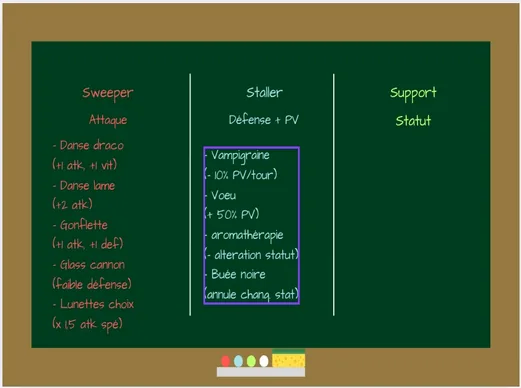 Sweeper
Attaque
- Danse draco
(+1 atk, +1 vit)
- Danse lame
(+2 atk)
- Gonflette
(+1 atk, +1 def)
- Glass cannon
(faible défense)
- Lunettes choix
(x 1,5 atk spé)
Staller
Défense + PV
- Vampigraine
(- 10% PV/tour)
- Voeu
(+ 50% PV)
- aromathérapie
(- alteration statut)
- Buée noire
(annule chang stat)
Support
Statut